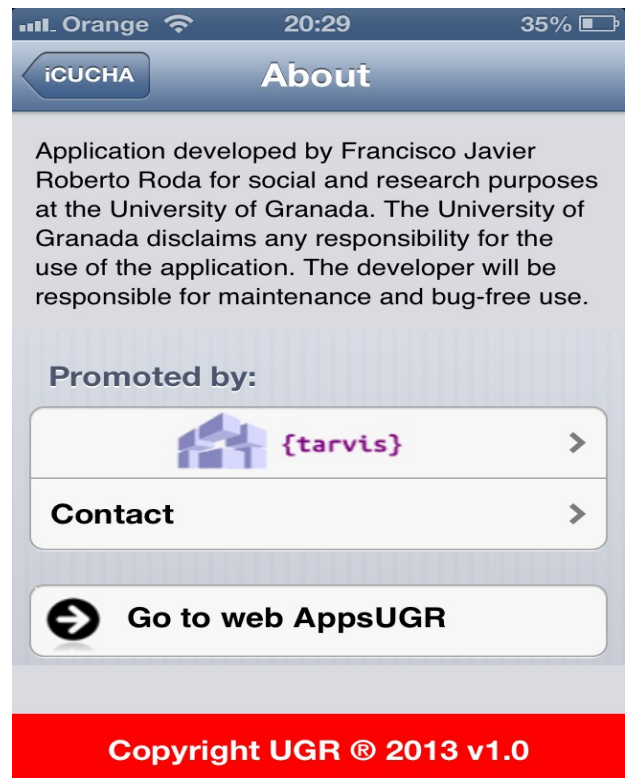 Orange 20:29 35%
iCUCHA About
Application developed by Francisco Javier
Roberto Roda for social and research purposes
at the University of Granada. The University of
Granada disclaims any responsibility for the
use of the application. The developer will be
responsible for maintenance and bug-free use.
Promoted by:
{tarvis}
Contact
Go to web AppsUGR
Copyright UGR ® 2013 v1.0